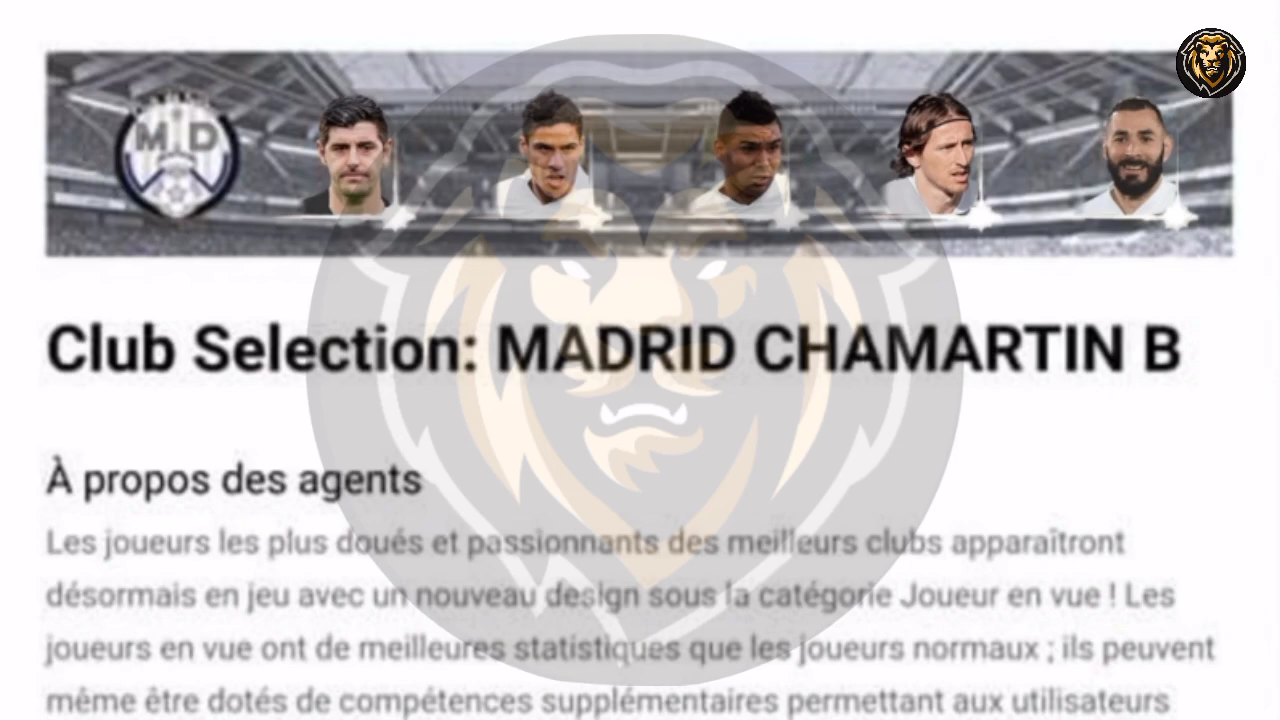 M D
Club Selection: MADRID CHAMARTIN B
À propos des agents
Les joueurs les plus doués et passionnants des meilleurs clubs apparaîtront
désormais en jeu avec un nouveau design sous la catégorie Joueur en vue ! Les
joueurs en vue ont de meilleures statistiques que les joueurs normaux ; ils peuvent
même être dotés de compétences supplémentaires permettant aux utilisateurs